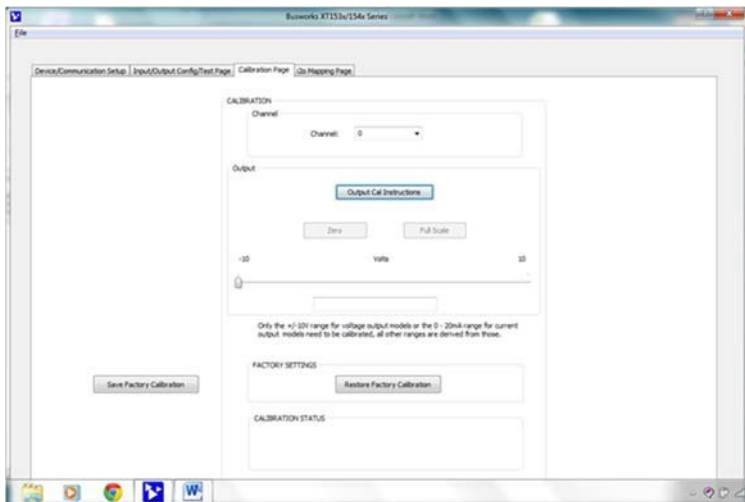 Busworks XT153x/154x Series
File
Device/Communication Setup
Input/Output Config/Test Page
Calibration Page
i2o Mapping Page
CALIBRATION
Channel
Channel: 0
Output
Output Cal Instructions
Zero
Full Scale
-10 Volts 10
Only the +/-10V range for voltage output models or the 0 - 20mA range for current
output models need to be calibrated, all other ranges are derived from those.
FACTORY SETTINGS
Save Factory Calibration
Restore Factory Calibration
CALIBRATION STATUS